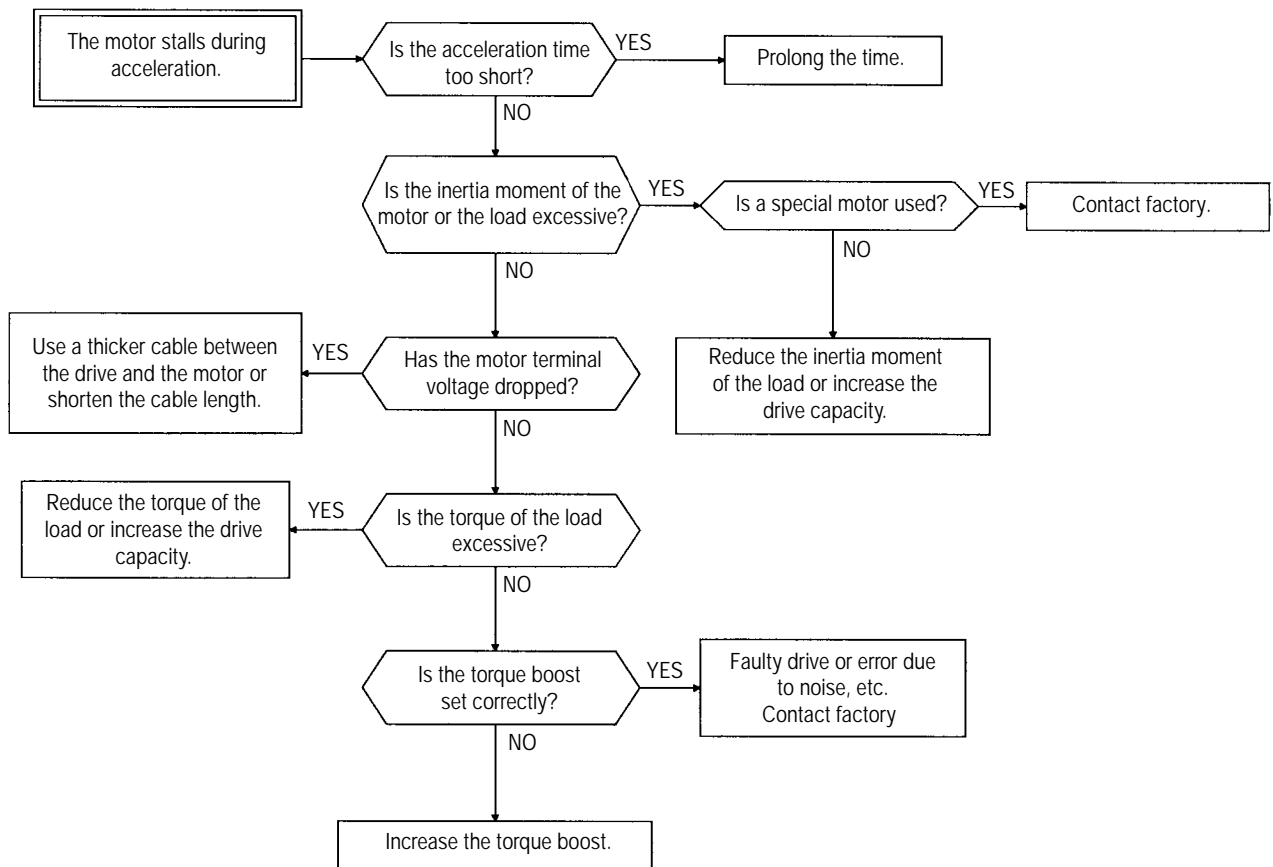 The motor stalls during
acceleration.
Is the acceleration time
too short?
YES
Prolong the time.
NO
Is the inertia moment of the
motor or the load excessive?
YES
Is a special motor used?
YES
Contact factory.
NO
NO
Use a thicker cable between
the drive and the motor or
shorten the cable length.
YES
Has the motor terminal
voltage dropped?
Reduce the inertia moment
of the load or increase the
drive capacity.
NO
Reduce the torque of the
load or increase the drive
capacity.
YES
Is the torque of the load
excessive?
NO
Is the torque boost
set correctly?
YES
Faulty drive or error due
to noise, etc.
Contact factory
NO
Increase the torque boost.